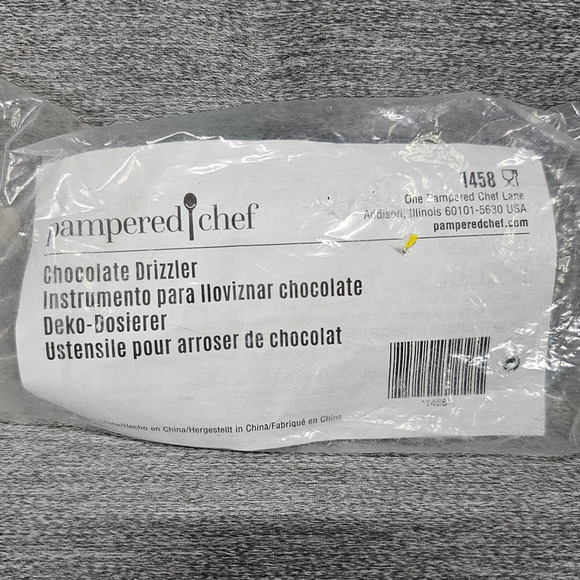 pampered chef
1458
One Pampered Chef Lane
Addison, Illinois 60101-5630 USA
pamperedchef.com
Chocolate Drizzler
Instrumento para lloviznar chocolate
Deko-Dosierer
Ustensile pour arroser de chocolat
*1458*
/Hecho en China/Hergestellt in China/Fabriqué en Chine